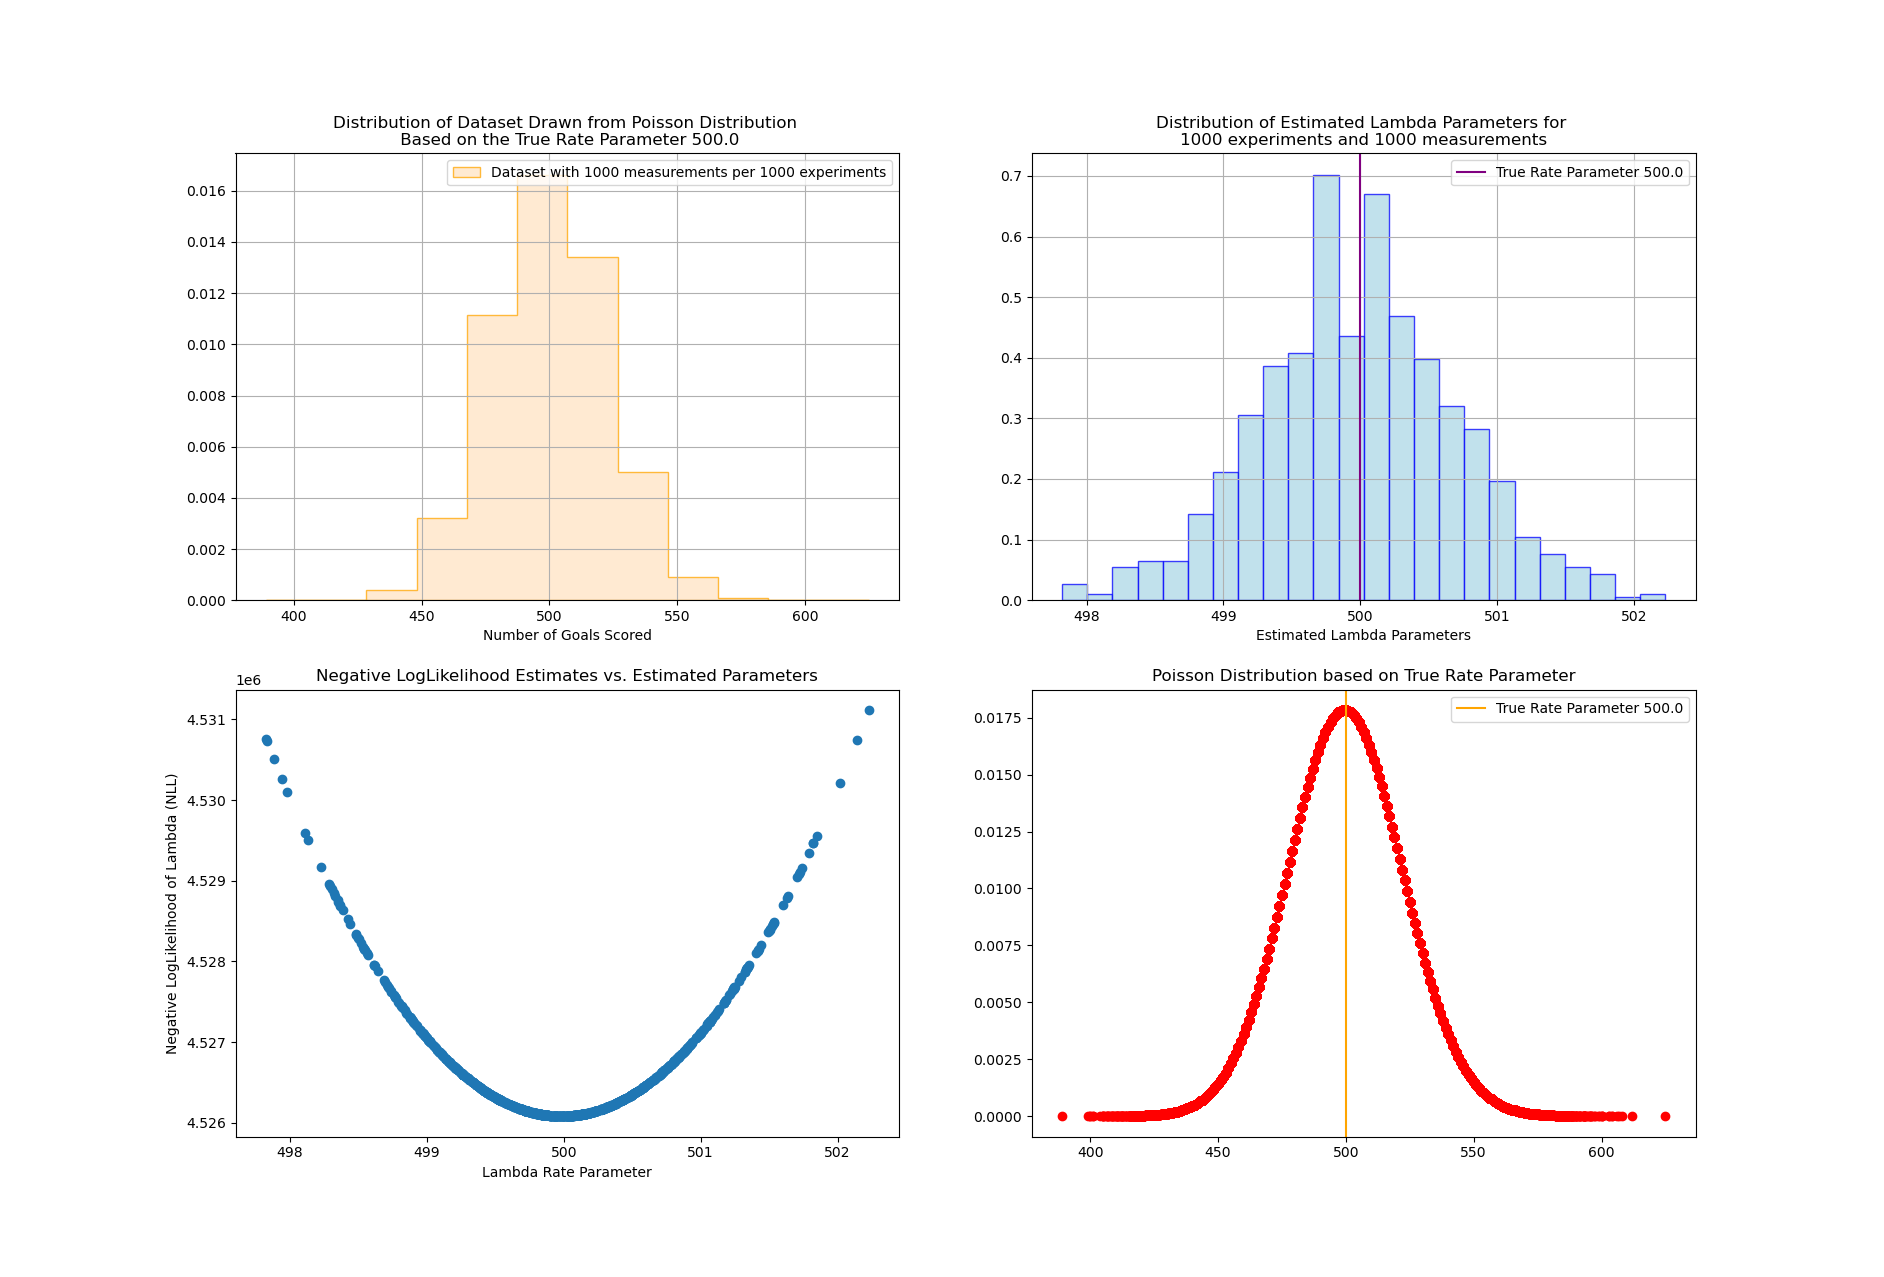 Distribution of Dataset Drawn from Poisson Distribution
Based on the True Rate Parameter 500.0
Dataset with 1000 measurements per 1000 experiments
0.016
0.014
0.012
0.010
0.008
0.006
0.004
0.002
0.000
400 450 500 550 600
Number of Goals Scored
Distribution of Estimated Lambda Parameters for
1000 experiments and 1000 measurements
True Rate Parameter 500.0
0.7
0.6
0.5
0.4
0.3
0.2
0.1
0.0
498 499 500 501 502
Estimated Lambda Parameters
Negative LogLikelihood Estimates vs. Estimated Parameters
1e6
4.531
4.530
4.529
4.528
4.527
4.526
Negative LogLikelihood of Lambda (NLL)
498 499 500 501 502
Lambda Rate Parameter
Poisson Distribution based on True Rate Parameter
True Rate Parameter 500.0
0.0175
0.0150
0.0125
0.0100
0.0075
0.0050
0.0025
0.0000
400 450 500 550 600